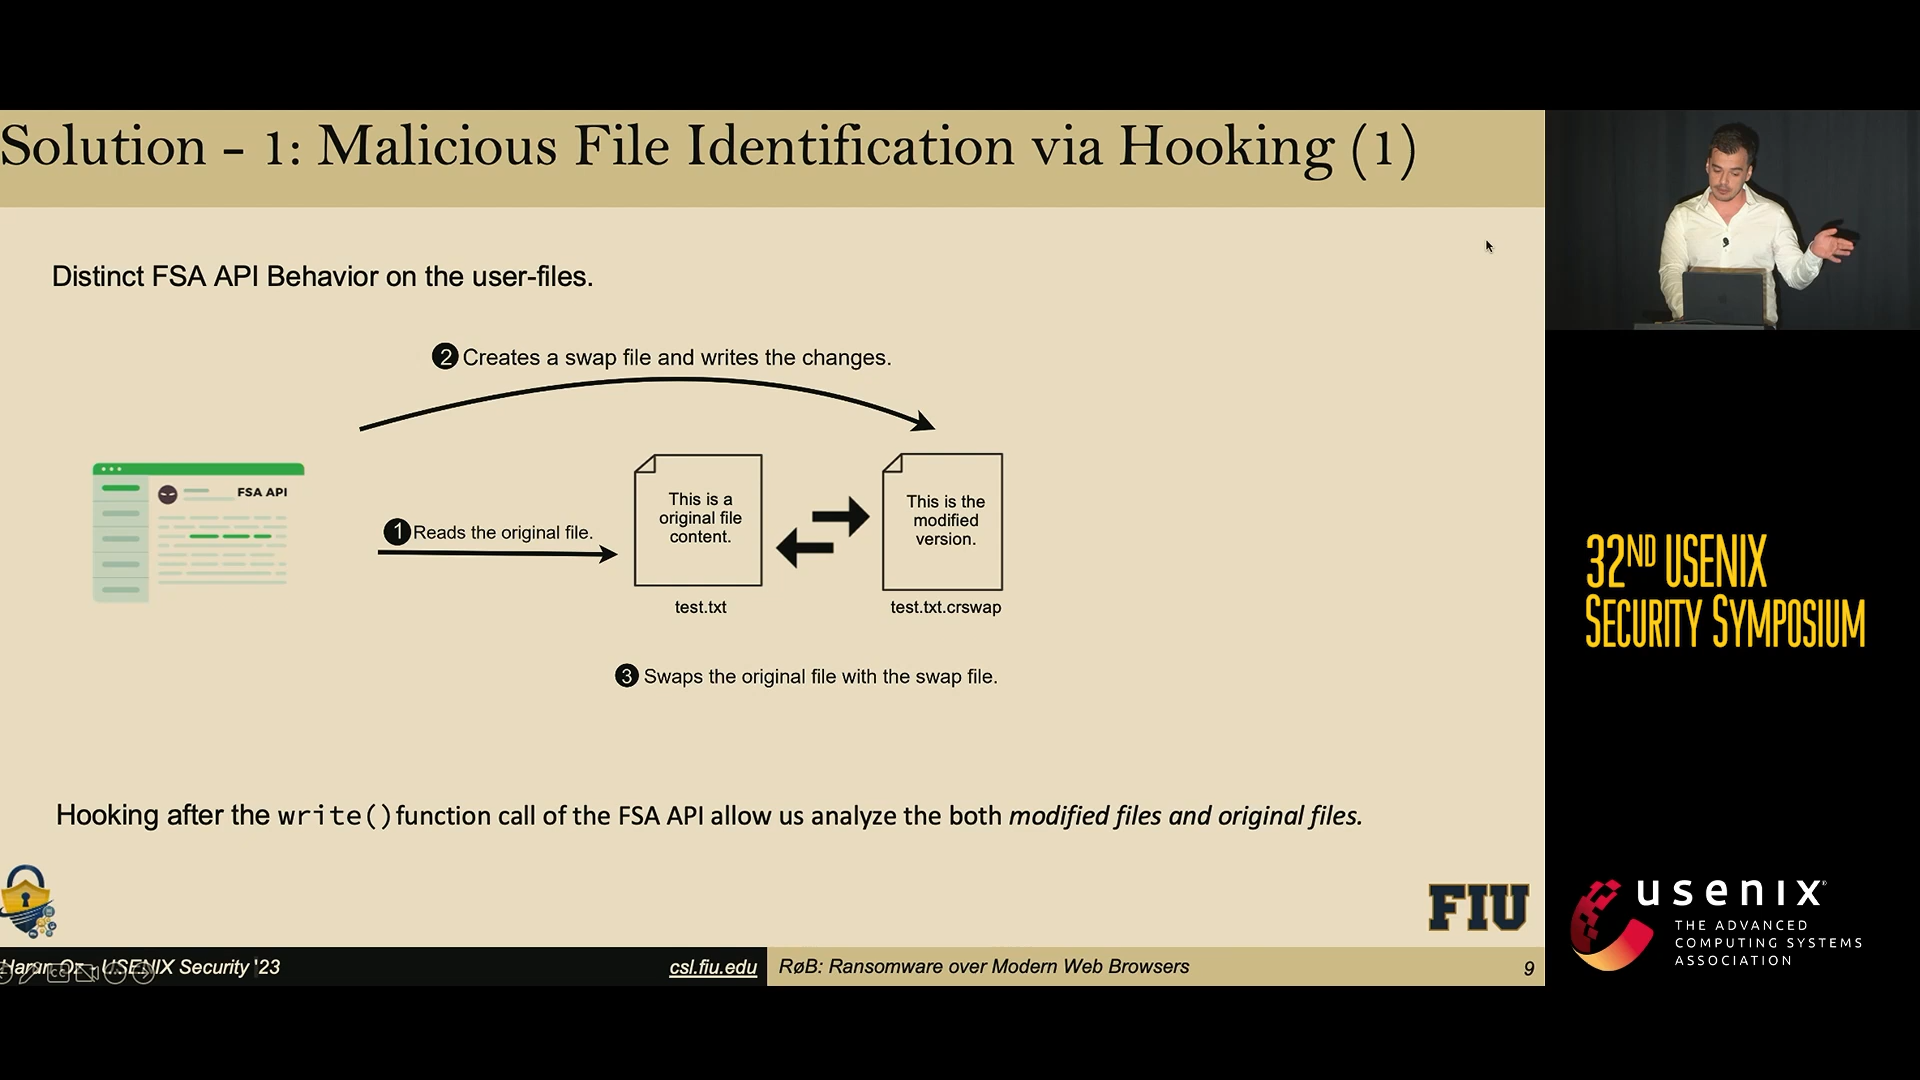 Solution - 1: Malicious File Identification via Hooking (1)
Distinct FSA API Behavior on the user-files.
2 Creates a swap file and writes the changes.
FSA API
1 Reads the original file.
This is a
original file
content.
This is the
modified
version.
test.txt
test.txt.crswap
3 Swaps the original file with the swap file.
Hooking after the write() function call of the FSA API allow us analyze the both modified files and original files.
FIU
Harun Oz - USENIX Security '23
csl.fiu.edu
RøB: Ransomware over Modern Web Browsers
9
32ND USENIX
SECURITY SYMPOSIUM
usenix®
THE ADVANCED
COMPUTING SYSTEMS
ASSOCIATION